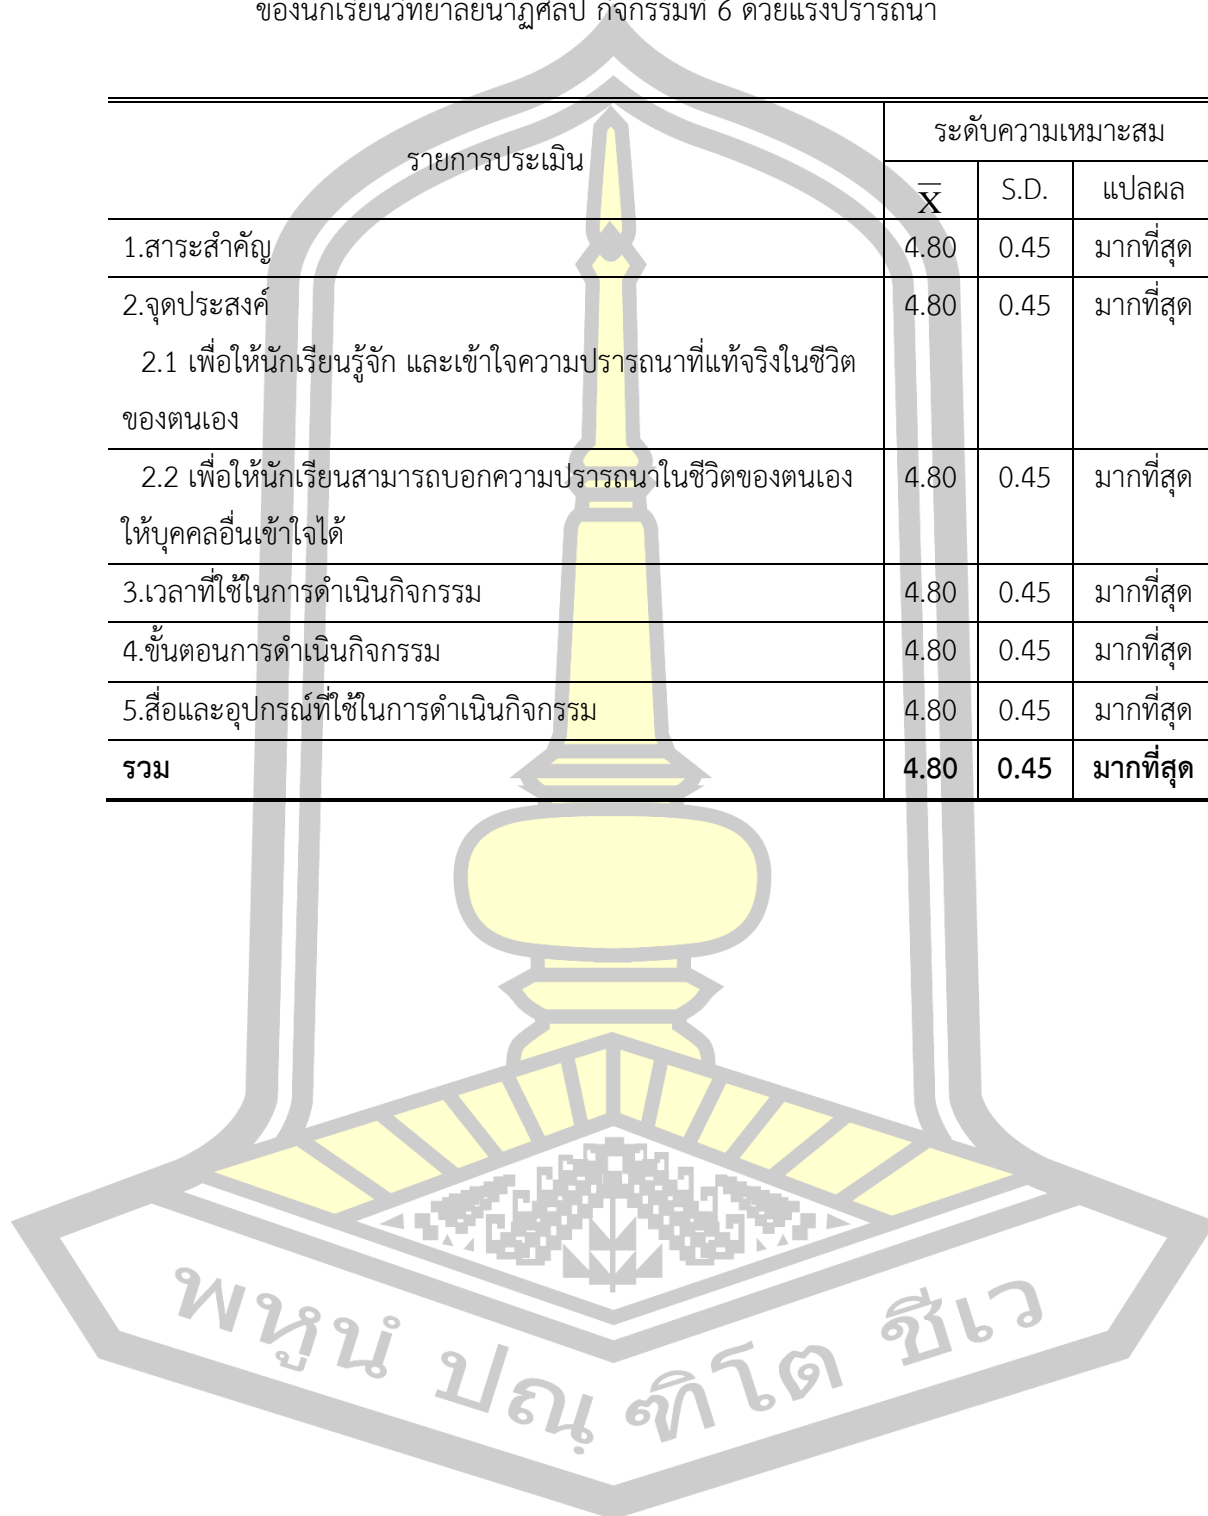 ของนักเรียนวิทยาลัยนาฏศิลป กิจกรรมที่ 6 ด้วยแรงปรารถนา
รายการประเมิน
ระดับความเหมาะสม
X̅ S.D. แปลผล
1.สาระสำคัญ 4.80 0.45 มากที่สุด
2.จุดประสงค์ 4.80 0.45 มากที่สุด
2.1 เพื่อให้นักเรียนรู้จัก และเข้าใจความปรารถนาที่แท้จริงในชีวิต
ของตนเอง
2.2 เพื่อให้นักเรียนสามารถบอกความปรารถนาในชีวิตของตนเอง 4.80 0.45 มากที่สุด
ให้บุคคลอื่นเข้าใจได้
3.เวลาที่ใช้ในการดำเนินกิจกรรม 4.80 0.45 มากที่สุด
4.ขั้นตอนการดำเนินกิจกรรม 4.80 0.45 มากที่สุด
5.สื่อและอุปกรณ์ที่ใช้ในการดำเนินกิจกรรม 4.80 0.45 มากที่สุด
รวม 4.80 0.45 มากที่สุด
พหูนํ ปณฺฑิโต ชีเว